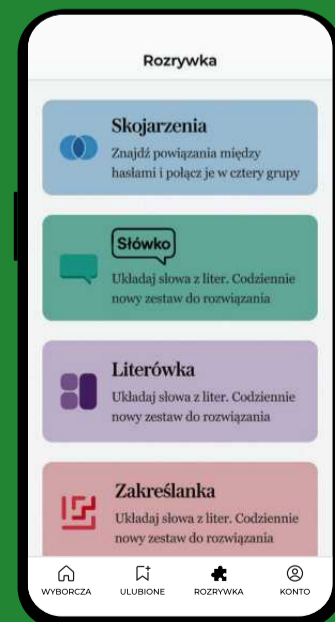 Rozrywka
Skojarzenia
Znajdź powiązania między
hasłami i połącz je w cztery grupy
Słówko
Układaj słowa z liter. Codziennie
nowy zestaw do rozwiązania
Literówka
Układaj słowa z liter. Codziennie
nowy zestaw do rozwiązania
Zakreślanka
Układaj słowa z liter. Codziennie
nowy zestaw do rozwiązania
WYBORCZA ULUBIONE ROZRYWKA KONTO